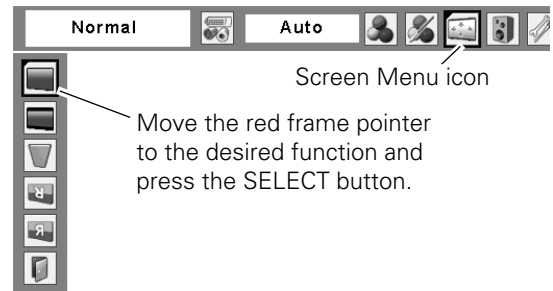 Normal
Auto
Screen Menu icon
Move the red frame pointer
to the desired function and
press the SELECT button.
R
R